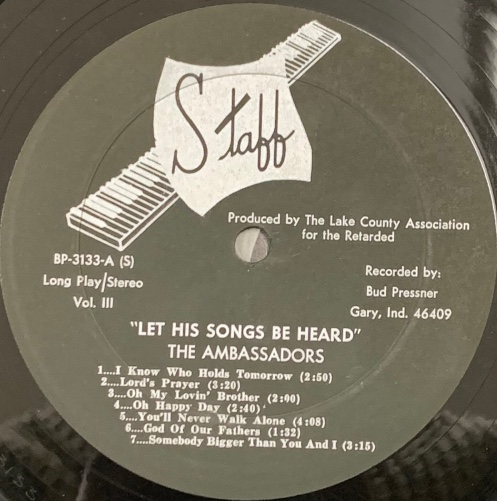 Staff
Produced by The Lake County Association
for the Retarded
BP-3133-A (S)
Long Play/Stereo
Vol. III
Recorded by:
Bud Pressner
Gary, Ind. 46409
"LET HIS SONGS BE HEARD"
THE AMBASSADORS
1....I Know Who Holds Tomorrow (2:50)
2....Lord's Prayer (3:20)
3....Oh My Lovin' Brother (2:00)
4....Oh Happy Day (2:40)
5....You'll Never Walk Alone (4:08)
6....God Of Our Fathers (1:32)
7....Somebody Bigger Than You And I (3:15)